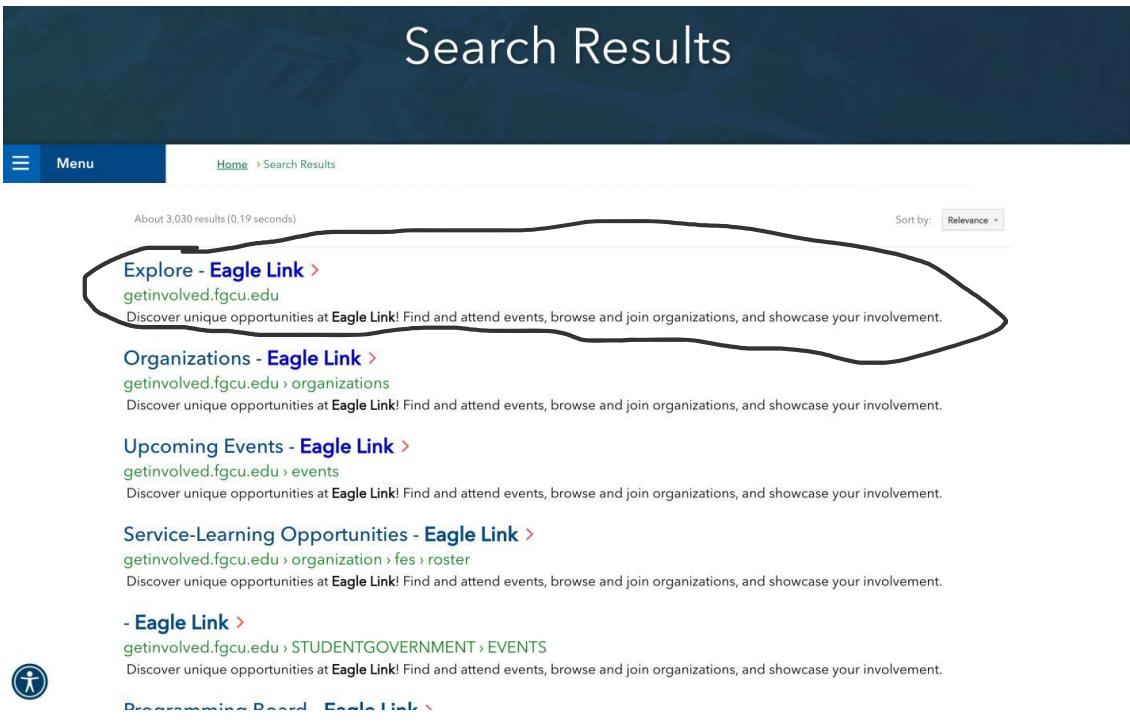 Search Results
Menu
Home › Search Results
About 3,030 results (0.19 seconds)
Sort by: Relevance
Explore - Eagle Link >
getinvolved.fgcu.edu
Discover unique opportunities at Eagle Link! Find and attend events, browse and join organizations, and showcase your involvement.
Organizations - Eagle Link >
getinvolved.fgcu.edu › organizations
Discover unique opportunities at Eagle Link! Find and attend events, browse and join organizations, and showcase your involvement.
Upcoming Events - Eagle Link >
getinvolved.fgcu.edu › events
Discover unique opportunities at Eagle Link! Find and attend events, browse and join organizations, and showcase your involvement.
Service-Learning Opportunities - Eagle Link >
getinvolved.fgcu.edu › organization › fes › roster
Discover unique opportunities at Eagle Link! Find and attend events, browse and join organizations, and showcase your involvement.
- Eagle Link >
getinvolved.fgcu.edu › STUDENTGOVERNMENT › EVENTS
Discover unique opportunities at Eagle Link! Find and attend events, browse and join organizations, and showcase your involvement.
Programming Board - Eagle Link >